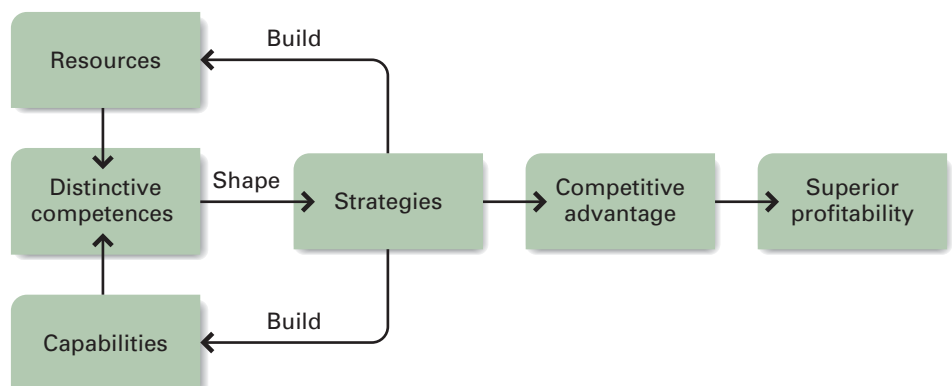 Build
Resources
Distinctive
competences
Shape
Strategies
Competitive
advantage
Superior
profitability
Build
Capabilities